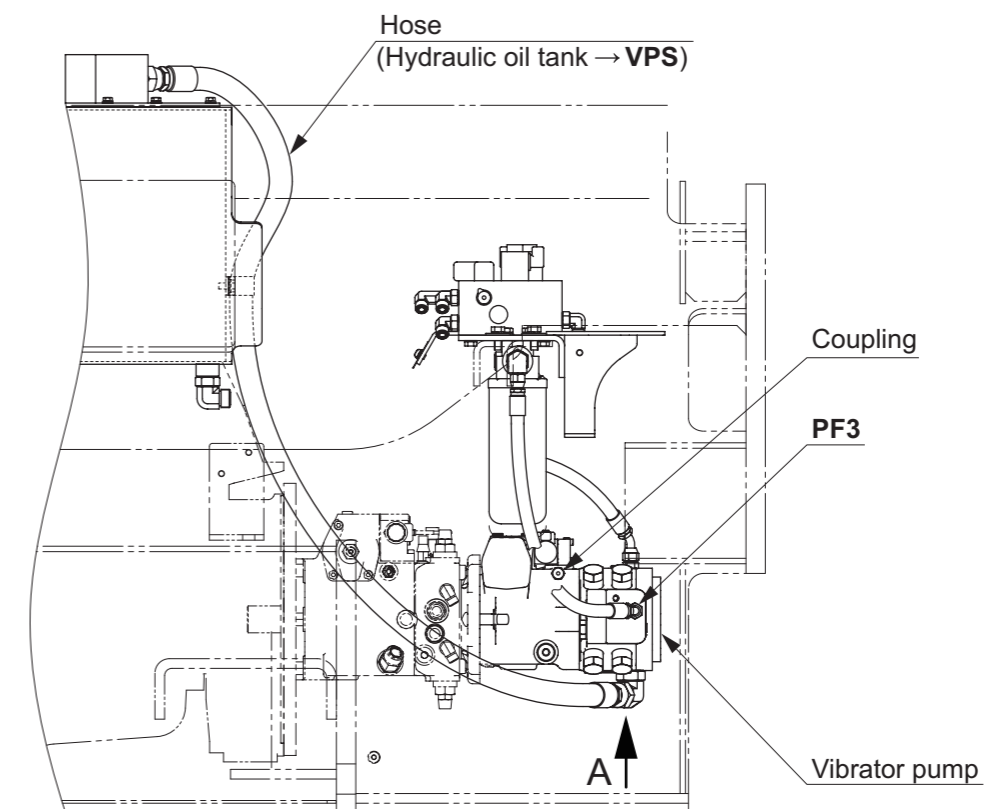 Hose
(Hydraulic oil tank → VPS)
Coupling
PF3
A
Vibrator pump